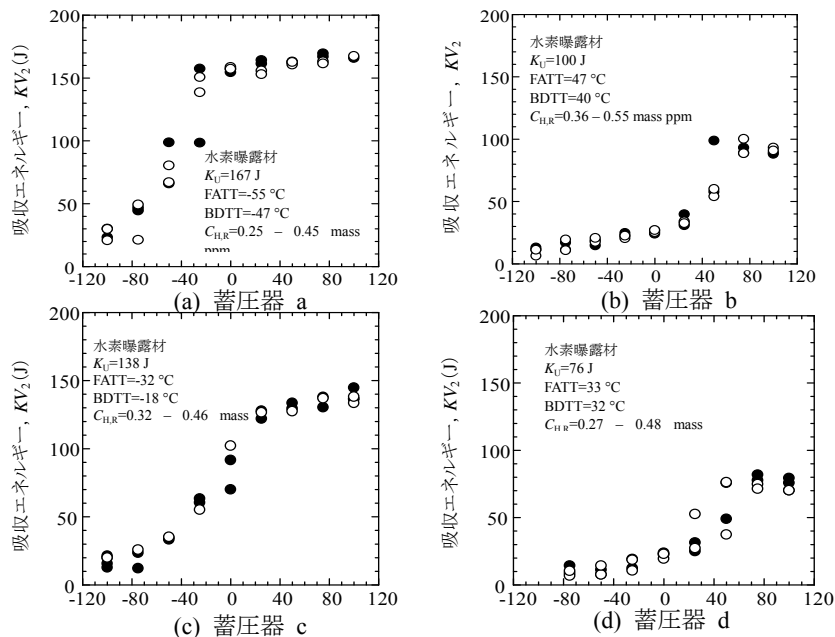 吸収エネルギー, KV2 (J)
200
150
100
50
0
水素曝露材
KU=167 J
FATT=-55 °C
BDTT=-47 °C
CH,R=0.25 – 0.45 mass
ppm
-120 -80 -40 0 40 80 120
(a) 蓄圧器 a
吸収エネルギー, KV2
200
150
100
50
0
水素曝露材
KU=100 J
FATT=47 °C
BDTT=40 °C
CH,R=0.36 – 0.55 mass ppm
-120 -80 -40 0 40 80 120
(b) 蓄圧器 b
吸収エネルギー, KV2 (J)
200
150
100
50
0
水素曝露材
KU=138 J
FATT=-32 °C
BDTT=-18 °C
CH,R=0.32 – 0.46 mass
-120 -80 -40 0 40 80 120
(c) 蓄圧器 c
吸収エネルギー, KV2 (J)
200
150
100
50
0
水素曝露材
KU=76 J
FATT=33 °C
BDTT=32 °C
CH,R=0.27 – 0.48 mass
-120 -80 -40 0 40 80 120
(d) 蓄圧器 d